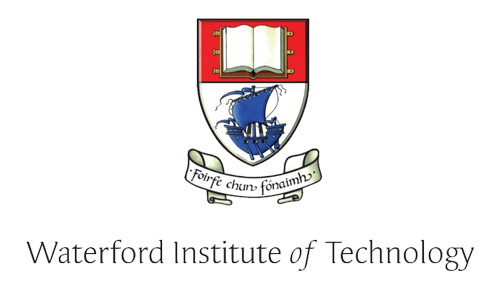 ·Foirfe chun fónaimh·
Waterford Institute of Technology